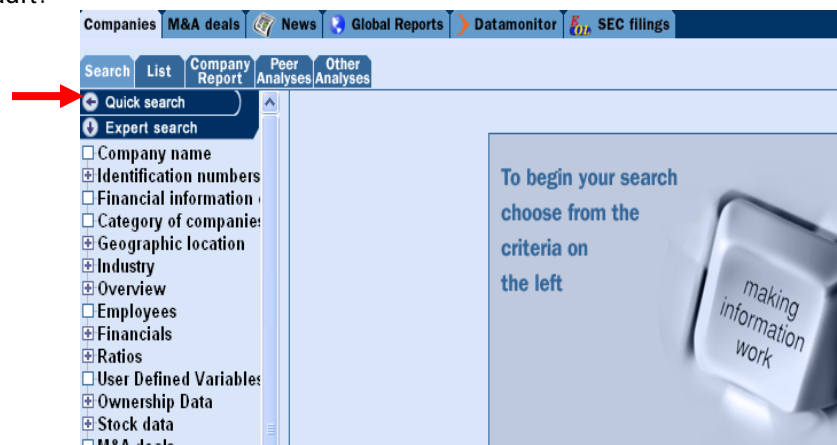 Companies M&A deals News Global Reports Datamonitor SEC filings
Search List Company Report Peer Analyses Other Analyses
Quick search
Expert search
Company name
Identification numbers
Financial information
Category of companies
Geographic location
Industry
Overview
Employees
Financials
Ratios
User Defined Variables
Ownership Data
Stock data
M&A deals
To begin your search
choose from the
criteria on
the left
making
information
work